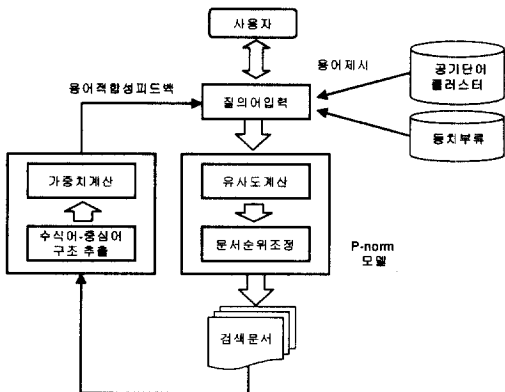 사용자
용어제시
공기단어
클러스터
용어적합성피드백
질의어입력
동치부류
가중치계산
유사도계산
수식어-중심어
구조 추출
문서순위조정
P-norm
모델
검색문서